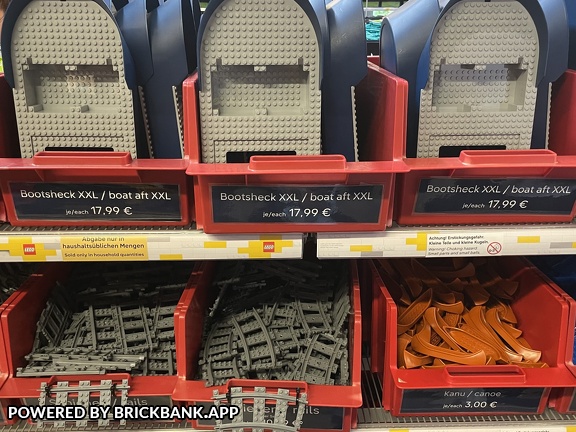 Bootsheck XXL / boat aft XXL
je/each 17,99 €
Bootsheck XXL / boat aft XXL
je/each 17,99 €
Bootsheck XXL / boat aft XXL
je/each 17,99 €
LEGO
Abgabe nur in
haushaltsüblichen Mengen
Sold only in household quantities
LEGO
Achtung! Erstickungsgefahr.
Kleine Teile und kleine Kugeln.
Warning! Choking hazard
Small parts and small balls.
Kanu / canoe
je/each 3,00 €
POWERED BY BRICKBANK.APP